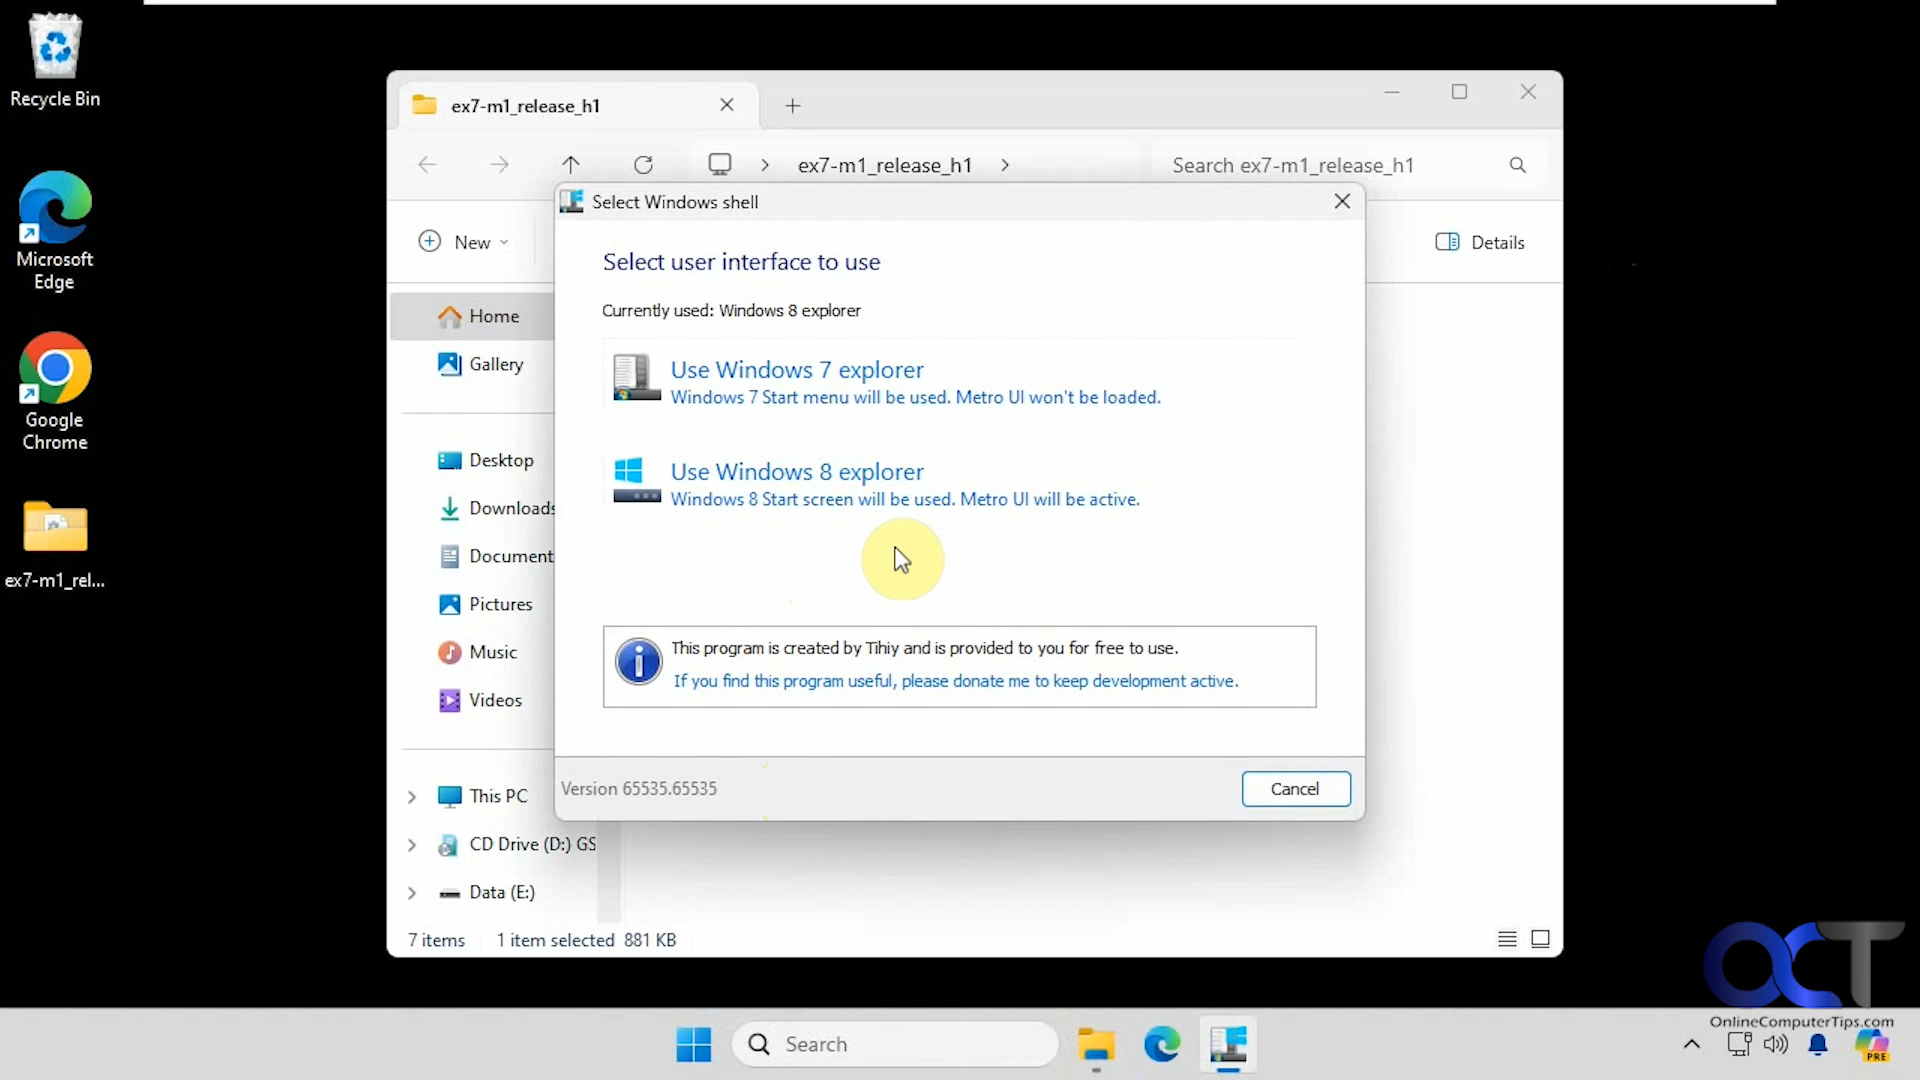 Recycle Bin
Microsoft
Edge
Google
Chrome
ex7-m1_rel...
ex7-m1_release_h1
ex7-m1_release_h1
Search ex7-m1_release_h1
New
Details
Home
Gallery
Desktop
Downloads
Document
Pictures
Music
Videos
This PC
CD Drive (D:) GS
Data (E:)
7 items
1 item selected 881 KB
Select Windows shell
Select user interface to use
Currently used: Windows 8 explorer
Use Windows 7 explorer
Windows 7 Start menu will be used. Metro UI won't be loaded.
Use Windows 8 explorer
Windows 8 Start screen will be used. Metro UI will be active.
This program is created by Tihiy and is provided to you for free to use.
If you find this program useful, please donate me to keep development active.
Version 65535.65535
Cancel
OCT
OnlineComputerTips.com
Search
PRE